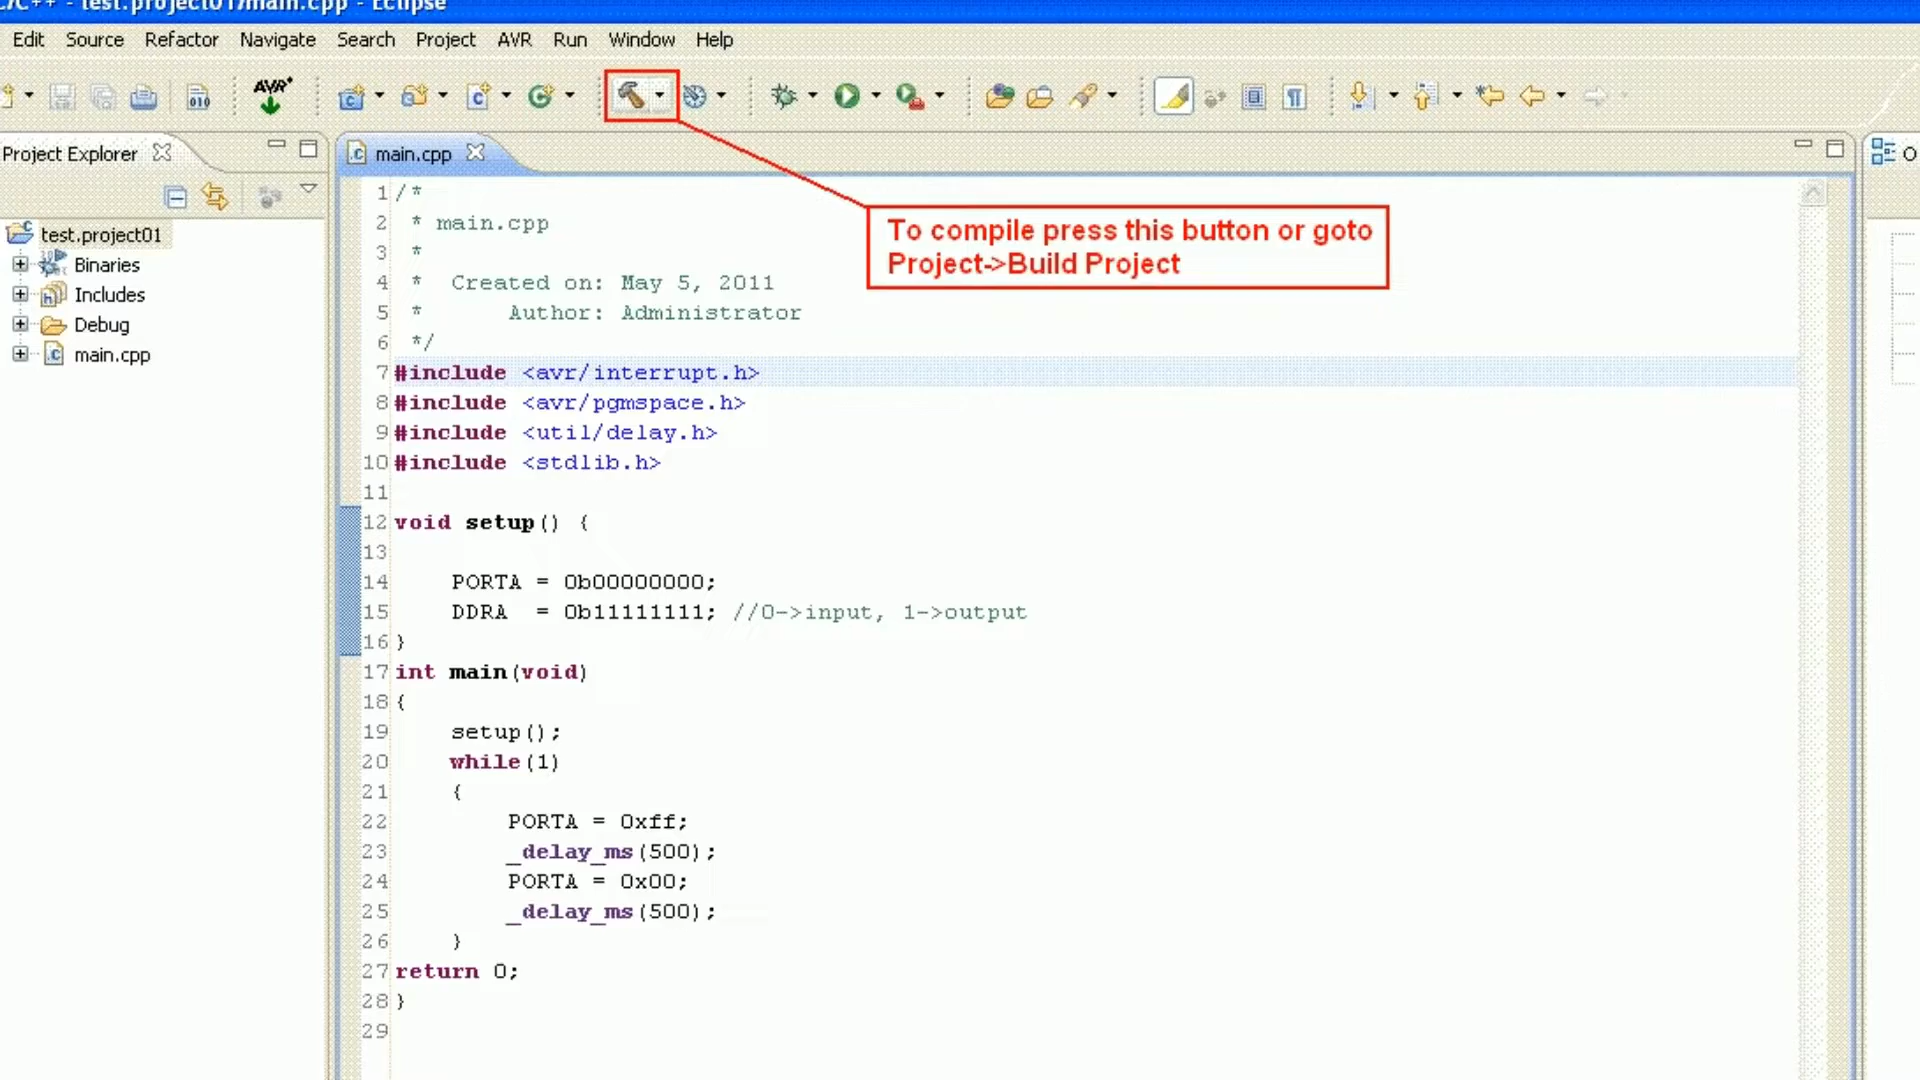 C/C++ - test.project01/main.cpp - Eclipse
Edit Source Refactor Navigate Search Project AVR Run Window Help
010 AVR
Project Explorer
main.cpp
O
To compile press this button or goto
Project->Build Project
test.project01
Binaries
Includes
Debug
main.cpp
1 /*
2 * main.cpp
3 *
4 * Created on: May 5, 2011
5 * Author: Administrator
6 */
7 #include <avr/interrupt.h>
8 #include <avr/pgmspace.h>
9 #include <util/delay.h>
10 #include <stdlib.h>
11
12 void setup() {
13
14 PORTA = 0b00000000;
15 DDRA = 0b11111111; //0->input, 1->output
16 }
17 int main(void)
18 {
19 setup();
20 while(1)
21 {
22 PORTA = 0xff;
23 _delay_ms(500);
24 PORTA = 0x00;
25 _delay_ms(500);
26 }
27 return 0;
28 }
29